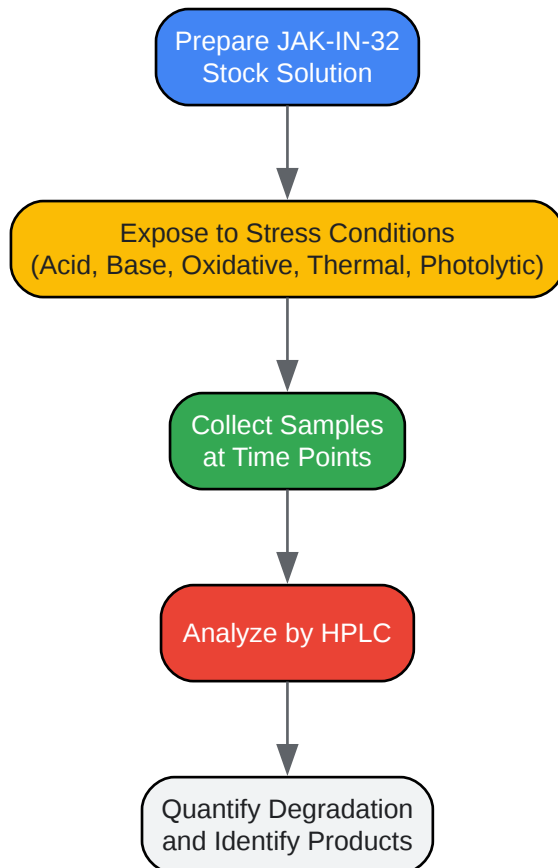 Prepare JAK-IN-32
Stock Solution
Expose to Stress Conditions
(Acid, Base, Oxidative, Thermal, Photolytic)
Collect Samples
at Time Points
Analyze by HPLC
Quantify Degradation
and Identify Products